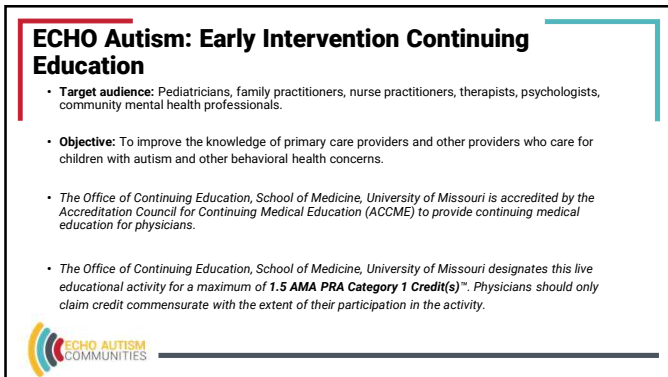 ECHO Autism: Early Intervention Continuing
Education
• Target audience: Pediatricians, family practitioners, nurse practitioners, therapists, psychologists,
community mental health professionals.
• Objective: To improve the knowledge of primary care providers and other providers who care for
children with autism and other behavioral health concerns.
• The Office of Continuing Education, School of Medicine, University of Missouri is accredited by the
Accreditation Council for Continuing Medical Education (ACCME) to provide continuing medical
education for physicians.
• The Office of Continuing Education, School of Medicine, University of Missouri designates this live
educational activity for a maximum of 1.5 AMA PRA Category 1 Credit(s)™. Physicians should only
claim credit commensurate with the extent of their participation in the activity.
ECHO AUTISM
COMMUNITIES